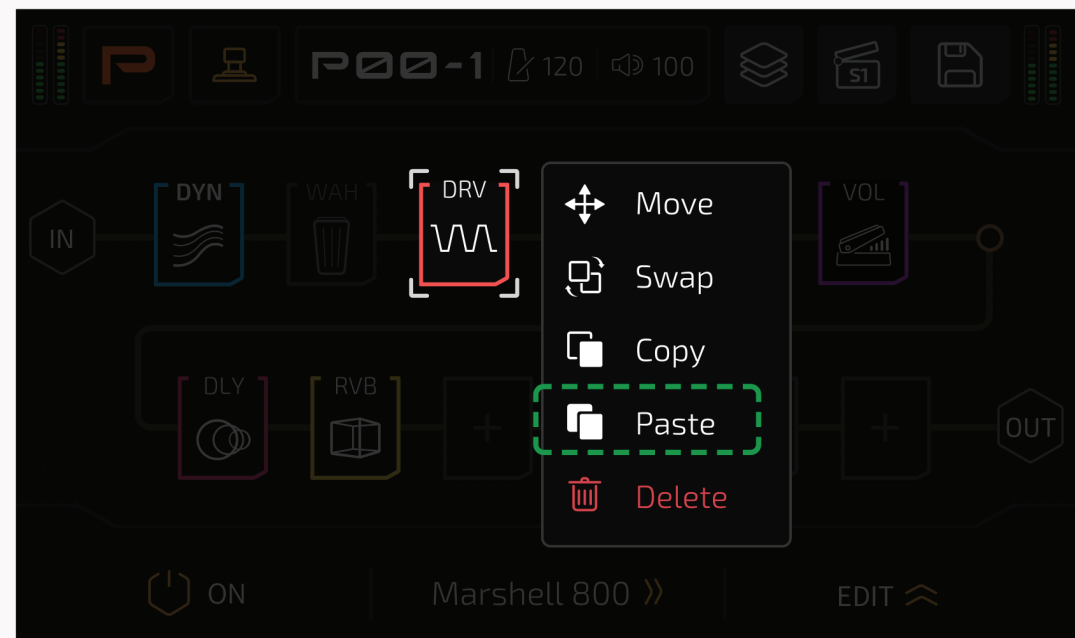 P00-1 120 100 S1
IN
DYN
WAH
DRV
VOL
Move
Swap
Copy
Paste
Delete
DLY
RVB
+
+
OUT
ON
Marshell 800
EDIT